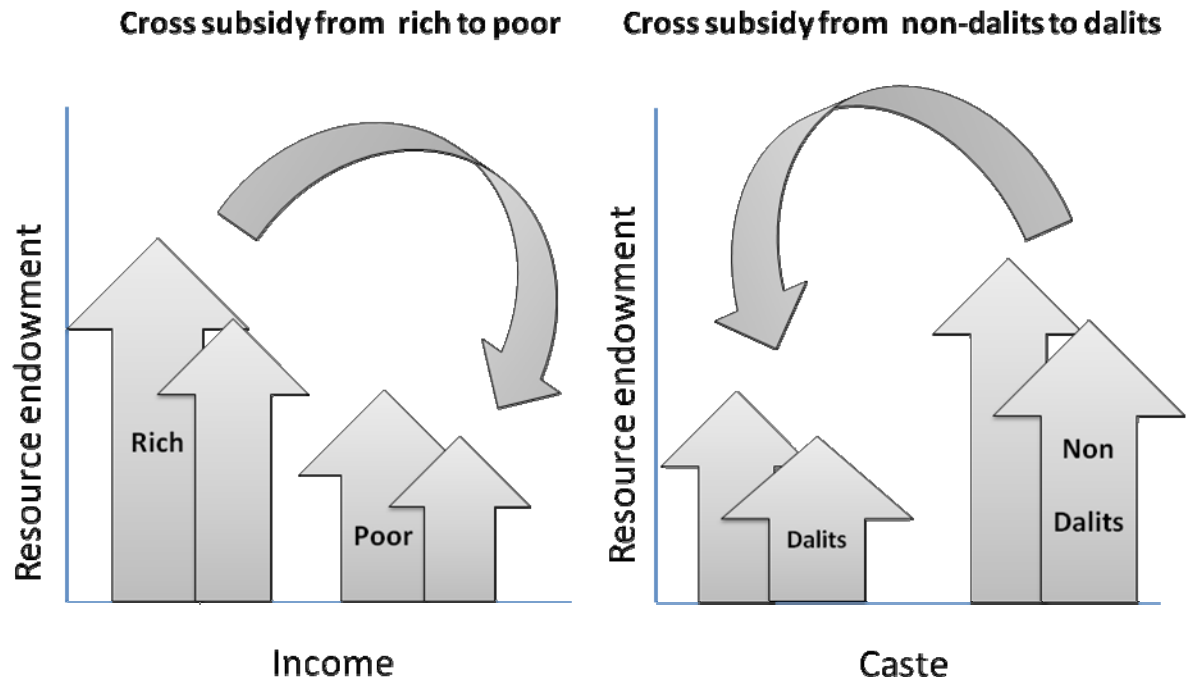 Cross subsidy from rich to poor
Resource endowment
Rich
Poor
Income
Cross subsidy from non-dalits to dalits
Resource endowment
Dalits
Non
Dalits
Caste